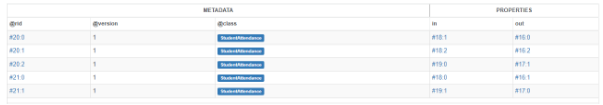 METADATA PROPERTIES
@rid @version @class in out
#20:0 1 StudentAttendance #18:1 #16:0
#20:1 1 StudentAttendance #18:2 #16:2
#20:2 1 StudentAttendance #19:0 #17:1
#21:0 1 StudentAttendance #18:0 #16:1
#21:1 1 StudentAttendance #19:1 #17:0